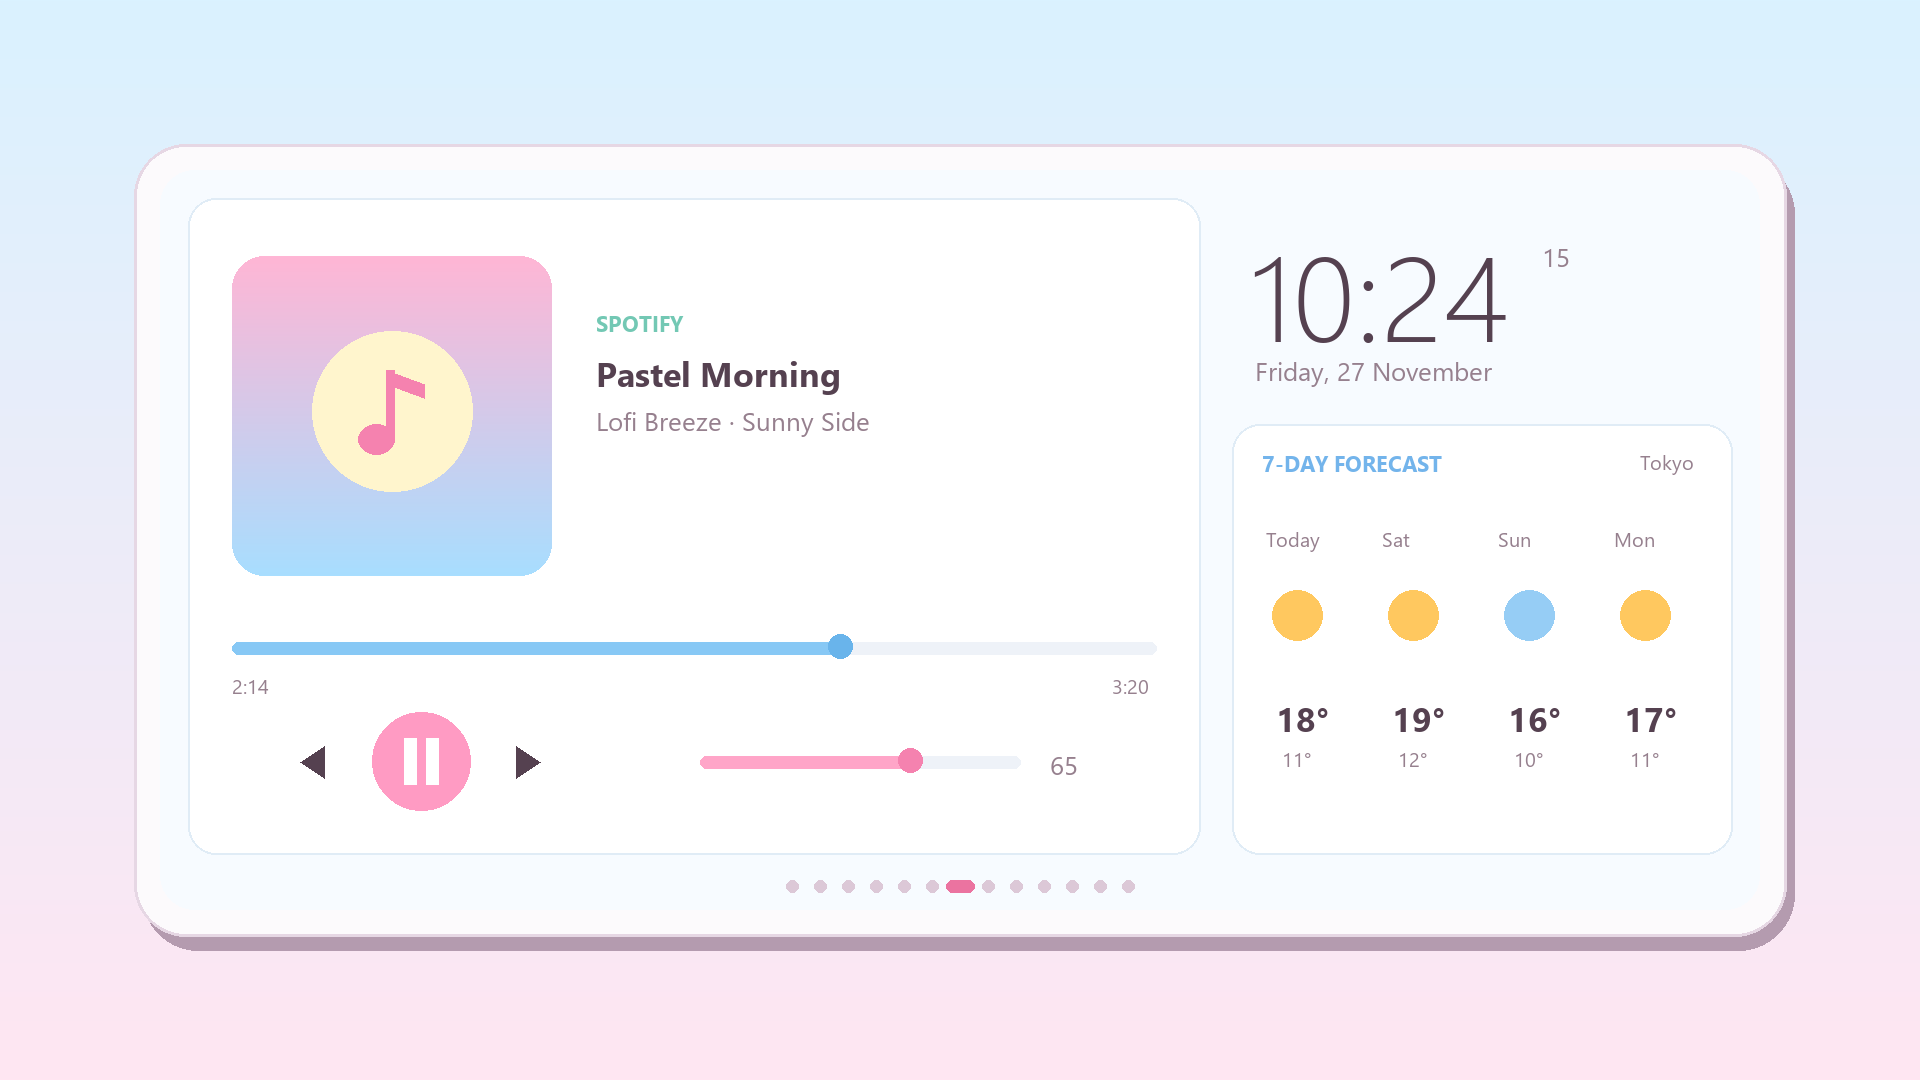 SPOTIFY
Pastel Morning
Lofi Breeze · Sunny Side
2:14
3:20
65
10:24
15
Friday, 27 November
7-DAY FORECAST
Tokyo
Today Sat Sun Mon
18° 19° 16° 17°
11° 12° 10° 11°